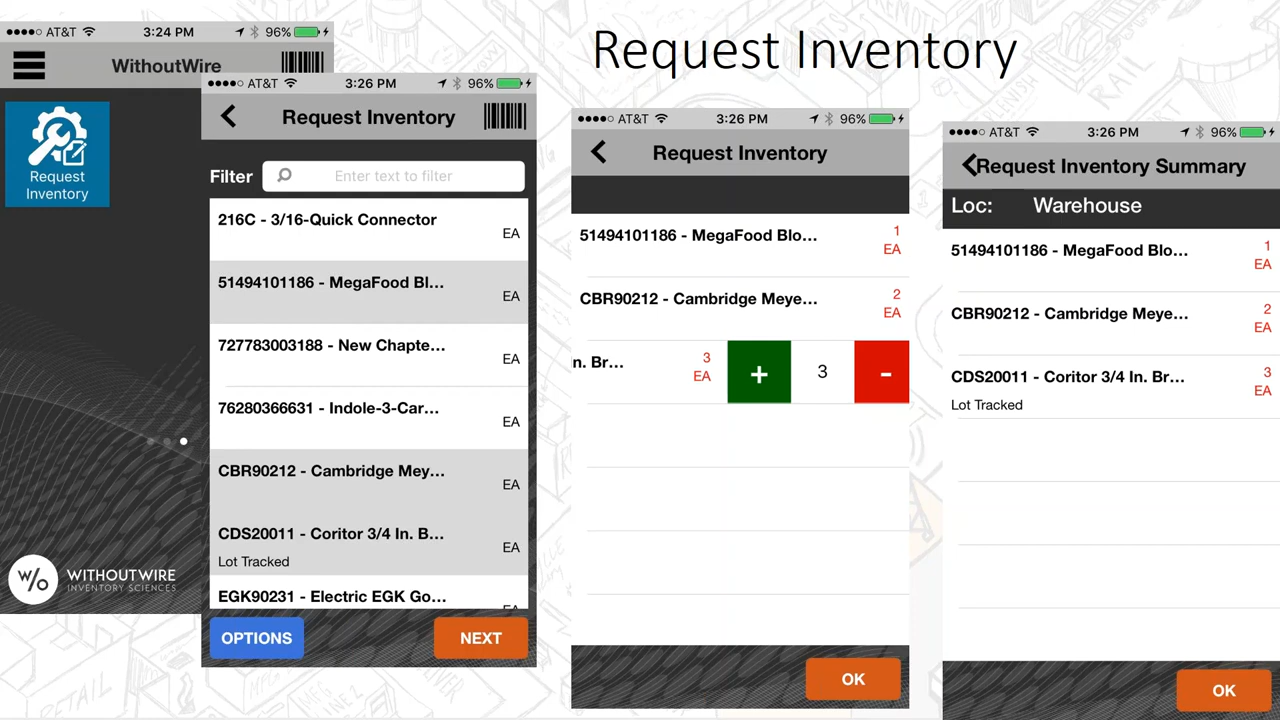 Request Inventory
AT&T 3:24 PM 96%
WithoutWire
Request
Inventory
W/o WITHOUTWIRE
INVENTORY SCIENCES
AT&T 3:26 PM 96%
Request Inventory
Filter Enter text to filter
216C - 3/16-Quick Connector
EA
51494101186 - MegaFood Bl...
EA
727783003188 - New Chapte...
EA
76280366631 - Indole-3-Car...
EA
CBR90212 - Cambridge Mey...
EA
CDS20011 - Coritor 3/4 In. B...
EA
Lot Tracked
EGK90231 - Electric EGK Go...
EA
OPTIONS NEXT
AT&T 3:26 PM 96%
Request Inventory
51494101186 - MegaFood Blo... 1
EA
CBR90212 - Cambridge Meye... 2
EA
n. Br... 3 + 3 -
EA
OK
AT&T 3:26 PM 96%
Request Inventory Summary
Loc: Warehouse
51494101186 - MegaFood Blo... 1
EA
CBR90212 - Cambridge Meye... 2
EA
CDS20011 - Coritor 3/4 In. Br... 3
EA
Lot Tracked
OK
RETAIL